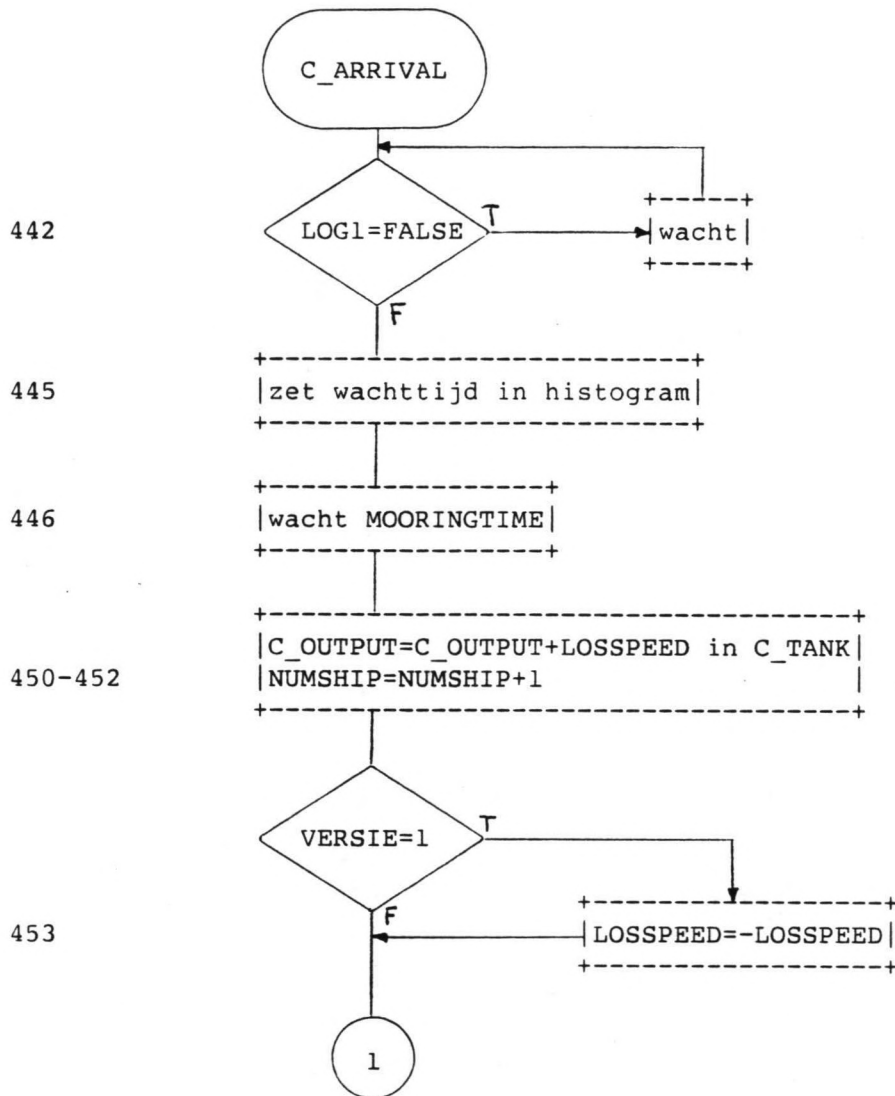 C_ARRIVAL
442 LOG1=FALSE T wacht
F
445 zet wachttijd in histogram
446 wacht MOORINGTIME
C_OUTPUT=C_OUTPUT+LOSSPEED in C_TANK
450-452 NUMSHIP=NUMSHIP+1
VERSIE=1 T
F
453 LOSSPEED=-LOSSPEED
1